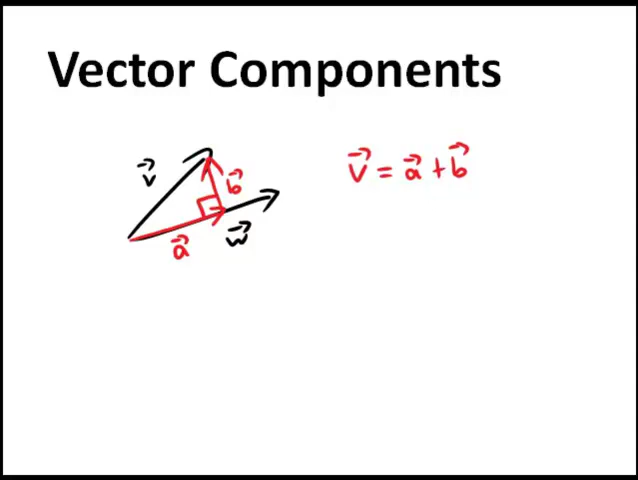 Vector Components
v⃗
b⃗
a⃗
w⃗
v⃗ = a⃗ + b⃗